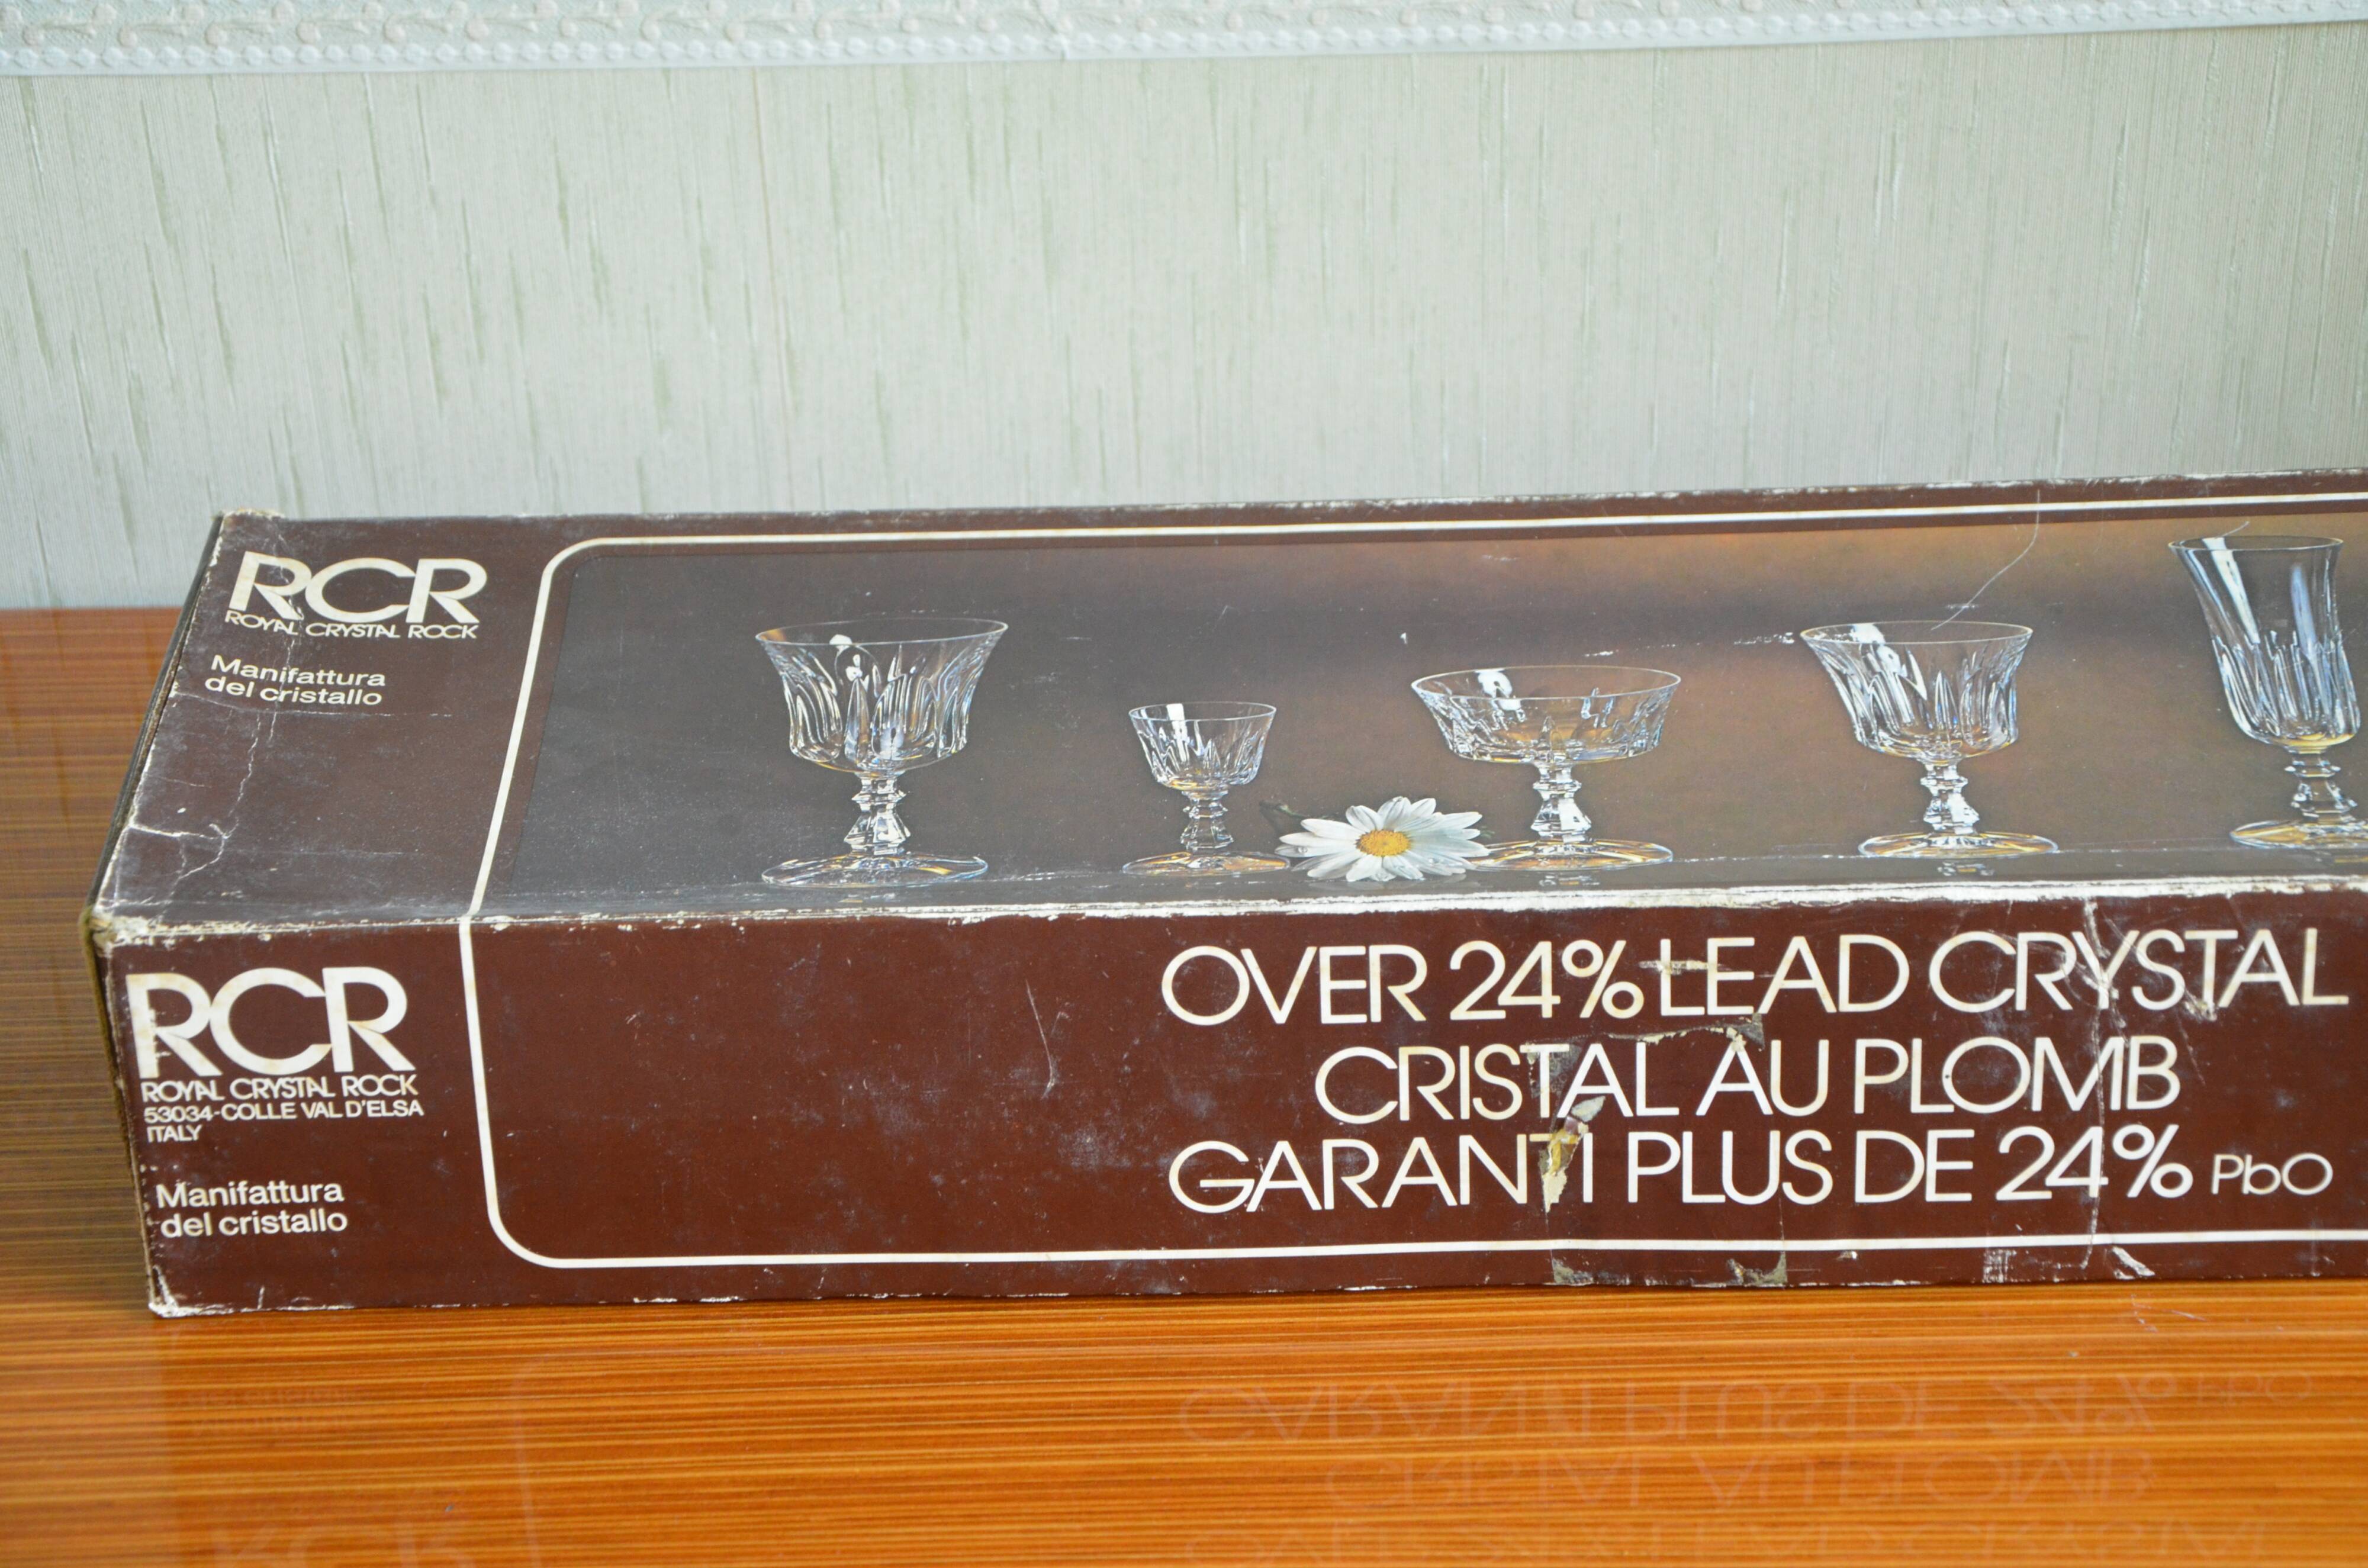 RCR
ROYAL CRYSTAL ROCK
Manifattura
del cristallo
RCR
ROYAL CRYSTAL ROCK
53034-COLLE VAL D'ELSA
ITALY
Manifattura
del cristallo
OVER 24% LEAD CRYSTAL
CRISTAL AU PLOMB
GARANTI PLUS DE 24% PbO